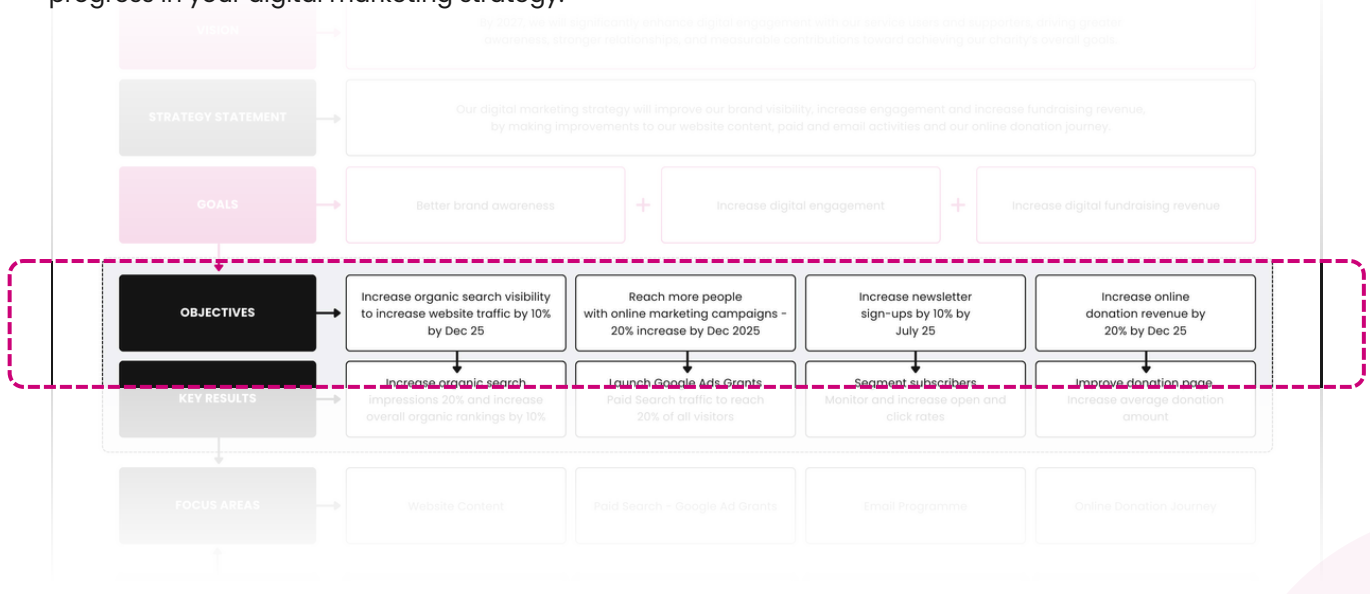 progress in your digital marketing strategy.
VISION
By 2027, we will significantly enhance digital engagement with our service users and supporters, driving greater
awareness, stronger relationships, and measurable contributions toward achieving our charity's overall goals
STRATEGY STATEMENT
Our digital marketing strategy will improve our brand visibility, increase engagement and increase fundraising revenue,
by making improvements to our website content, paid and email activities and our online donation journey.
GOALS
Better brand awareness
+
Increase digital engagement
+
Increase digital fundraising revenue
OBJECTIVES
Increase organic search visibility
to increase website traffic by 10%
by Dec 25
Reach more people
with online marketing campaigns -
20% increase by Dec 2025
Increase newsletter
sign-ups by 10% by
July 25
Increase online
donation revenue by
20% by Dec 25
KEY RESULTS
Increase organic search
impressions 20% and increase
overall organic rankings by 10%
Launch Google Ads Grants
Paid Search traffic to reach
20% of all visitors
Segment subscribers
Monitor and increase open and
click rates
Improve donation page
Increase average donation
amount
FOCUS AREAS
Website Content
Paid Search - Google Ad Grants
Email Programme
Online Donation Journey